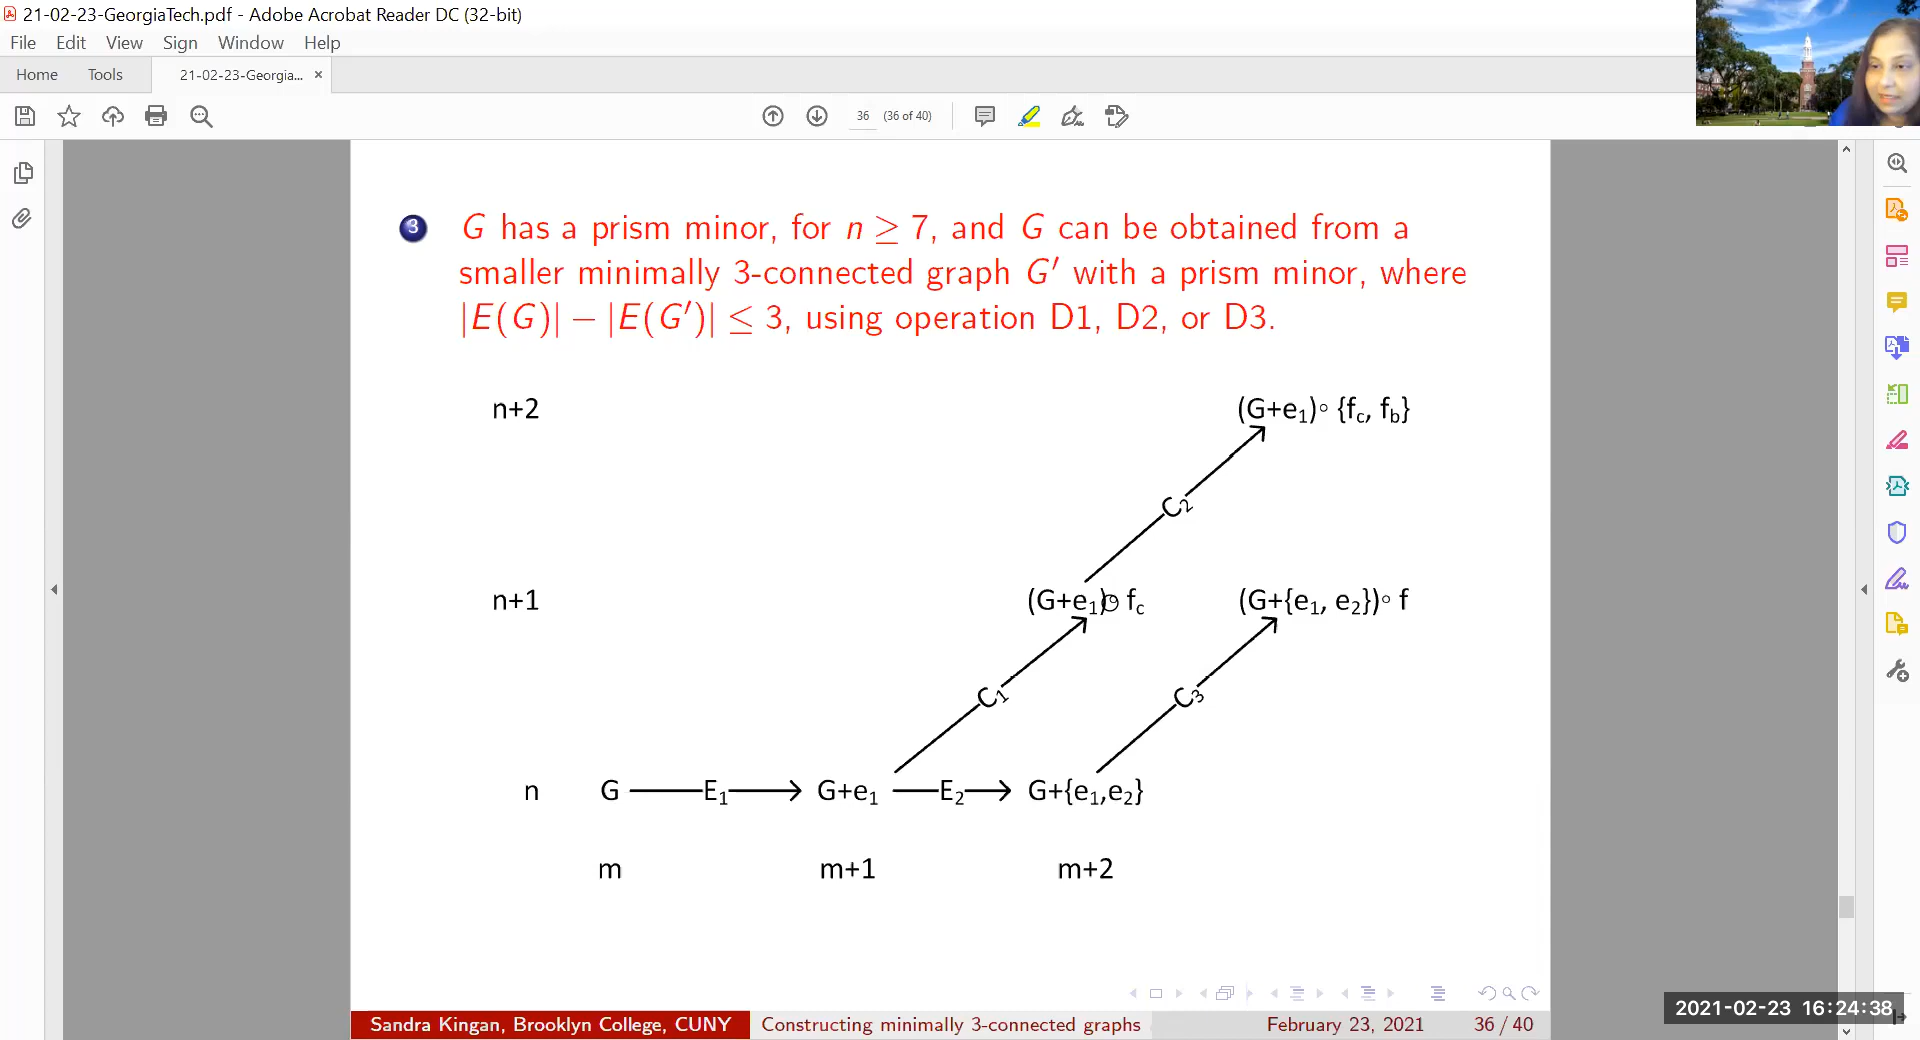 21-02-23-GeorgiaTech.pdf - Adobe Acrobat Reader DC (32-bit)
File Edit View Sign Window Help
Home Tools 21-02-23-Georgia... ×
36 (36 of 40)
3 G has a prism minor, for n ≥ 7, and G can be obtained from a
smaller minimally 3-connected graph G′ with a prism minor, where
|E(G)| − |E(G′)| ≤ 3, using operation D1, D2, or D3.
n+2 (G+e₁)∘ {f_c, f_b}
C₂
n+1 (G+e₁)∘ f_c (G+{e₁, e₂})∘ f
C₁ C₃
n G E₁ G+e₁ E₂ G+{e₁,e₂}
m m+1 m+2
Sandra Kingan, Brooklyn College, CUNY Constructing minimally 3-connected graphs February 23, 2021 36 / 40
2021-02-23 16:24:38